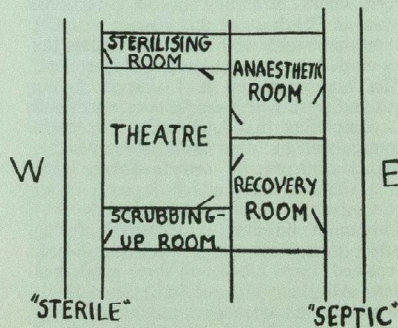 STERILISING
ROOM
ANAESTHETIC
ROOM
THEATRE
W
E
RECOVERY
ROOM
SCRUBBING-
UP ROOM.
"STERILE"
"SEPTIC"